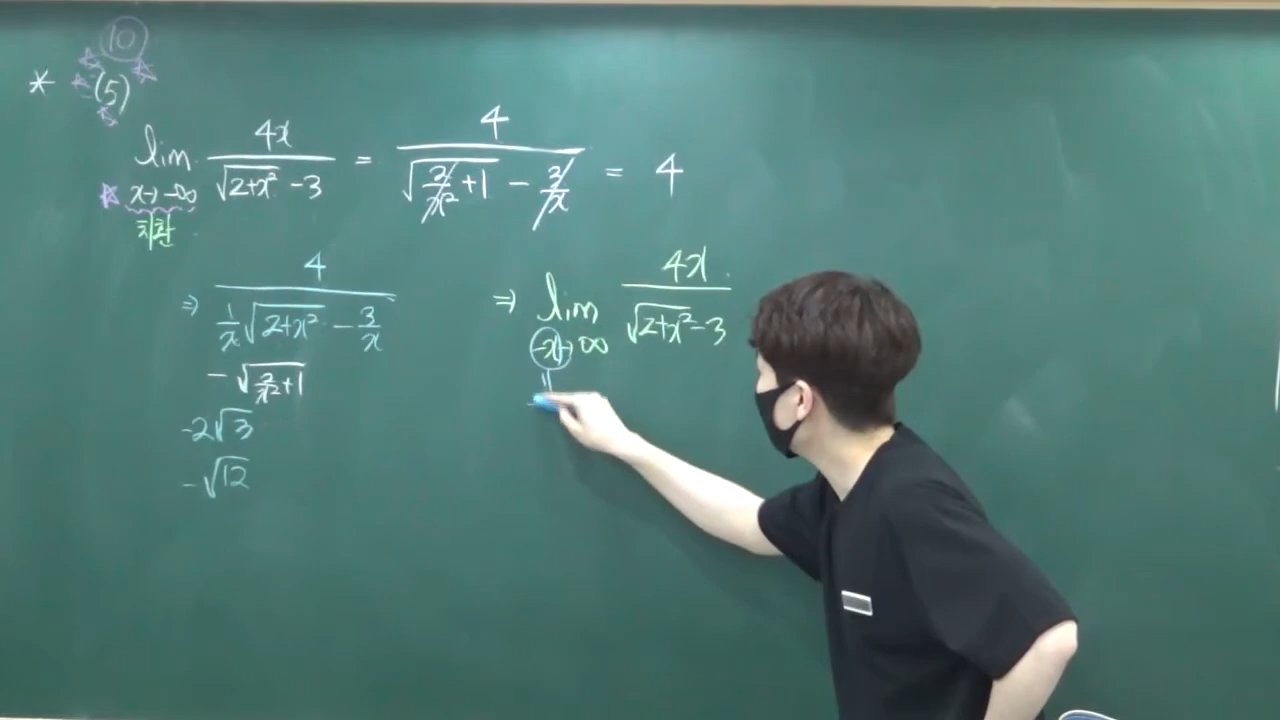 10
* (5)
lim x→-∞ 4x / (√(2+x²) - 3) = 4 / (√(2/x² + 1) - 3/x) = 4
치환
⇒ 4 / ((1/x)√(2+x²) - 3/x)
-√(2/x² + 1)
-2√3
-√12
⇒ lim -x→∞ 4x / (√(2+x²) - 3)
=